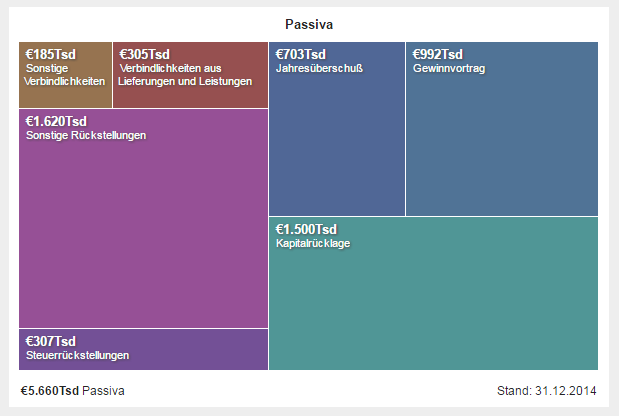 Passiva
€185Tsd
Sonstige
Verbindlichkeiten
€305Tsd
Verbindlichkeiten aus
Lieferungen und Leistungen
€703Tsd
Jahresüberschuß
€992Tsd
Gewinnvortrag
€1.620Tsd
Sonstige Rückstellungen
€1.500Tsd
Kapitalrücklage
€307Tsd
Steuerrückstellungen
€5.660Tsd Passiva
Stand: 31.12.2014